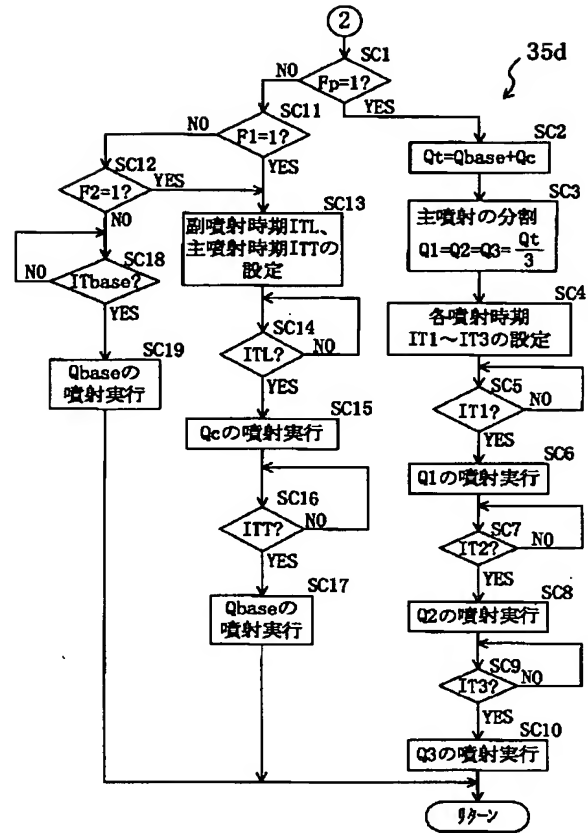 2
35d
SC1
Fp=1?
NO
YES
SC11
F1=1?
NO
YES
SC2
Qt=Qbase+Qc
SC12
F2=1?
YES
NO
SC3
主噴射の分割
Q1=Q2=Q3=Qt/3
SC13
副噴射時期ITL、
主噴射時期ITTの
設定
SC18
ITbase?
NO
YES
SC4
各噴射時期
IT1～IT3の設定
SC14
ITL?
NO
YES
SC5
IT1?
NO
YES
SC19
Qbaseの
噴射実行
SC15
Qcの噴射実行
SC6
Q1の噴射実行
SC16
ITT?
NO
YES
SC7
IT2?
NO
YES
SC17
Qbaseの
噴射実行
SC8
Q2の噴射実行
SC9
IT3?
NO
YES
SC10
Q3の噴射実行
リターン